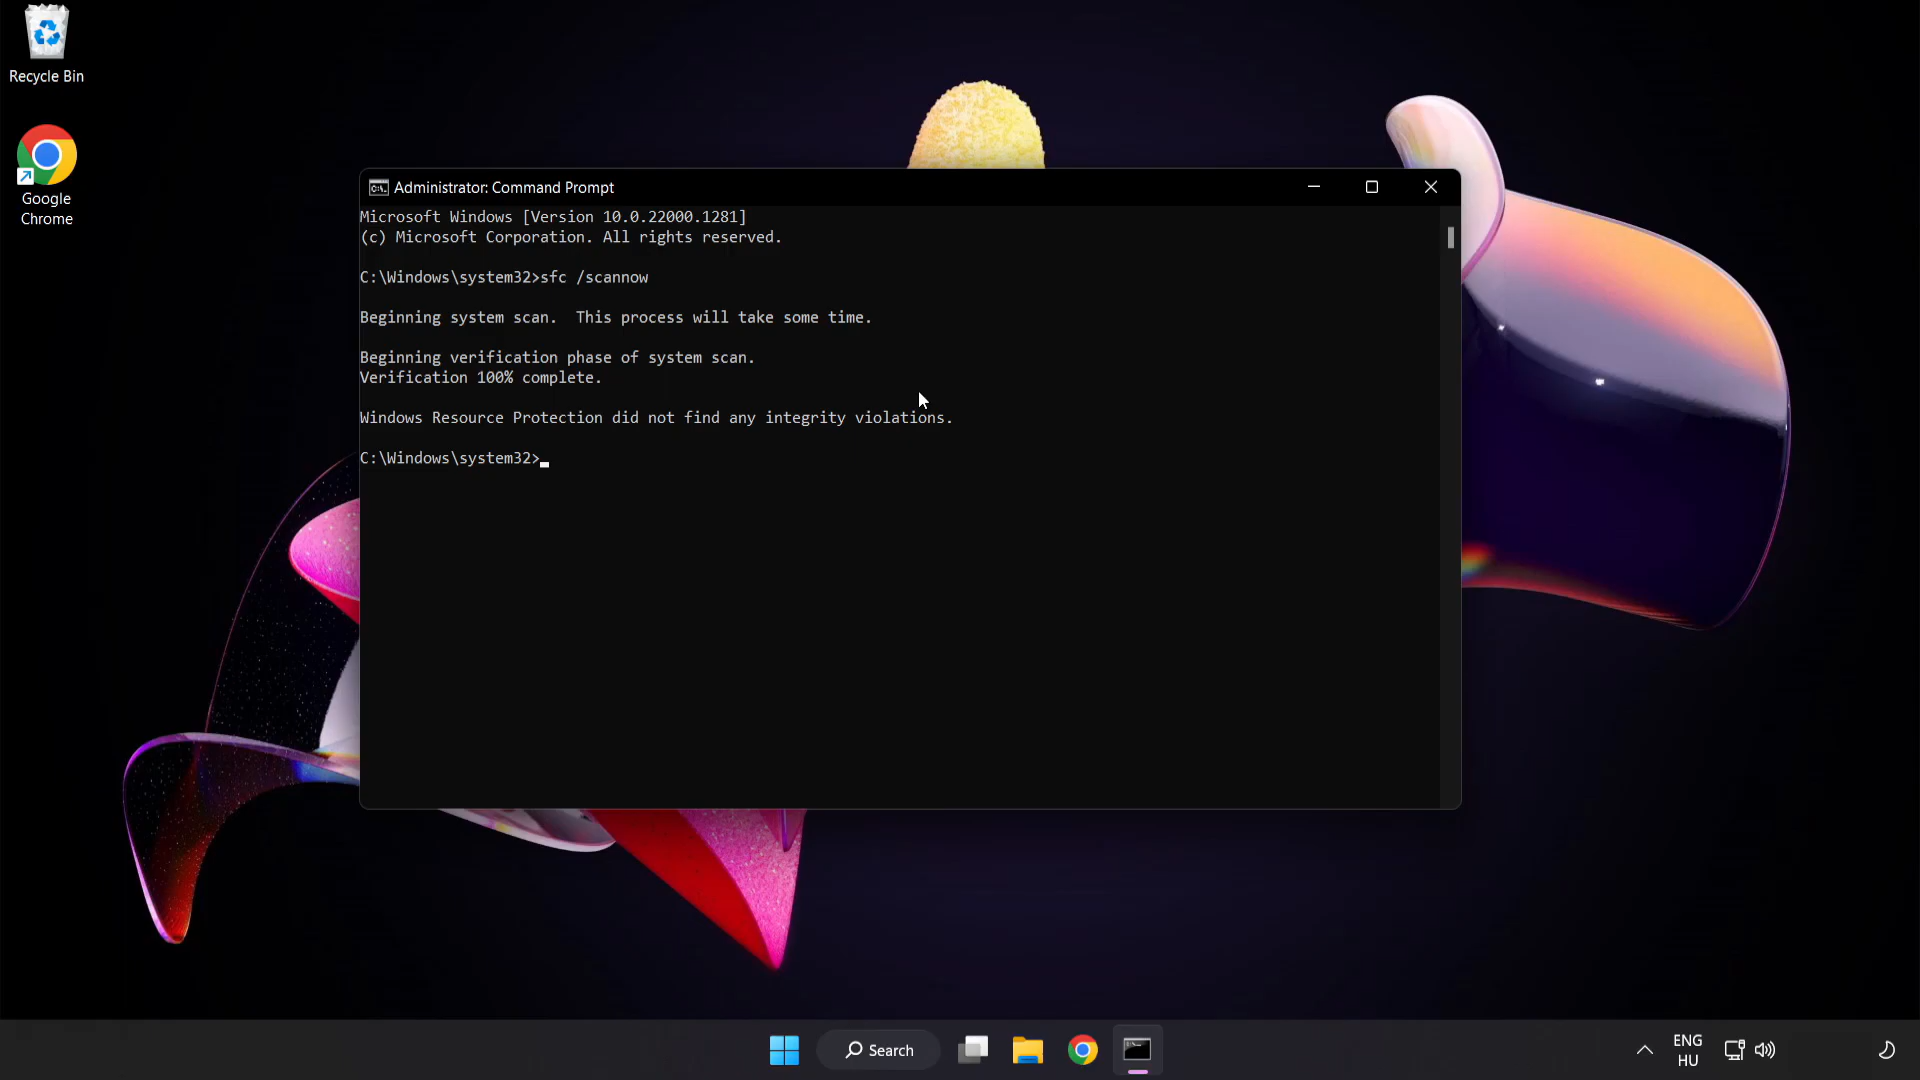 Recycle Bin
Google
Chrome
Administrator: Command Prompt
Microsoft Windows [Version 10.0.22000.1281]
(c) Microsoft Corporation. All rights reserved.
C:\Windows\system32>sfc /scannow
Beginning system scan.  This process will take some time.
Beginning verification phase of system scan.
Verification 100% complete.
Windows Resource Protection did not find any integrity violations.
C:\Windows\system32>
Search
ENG
HU